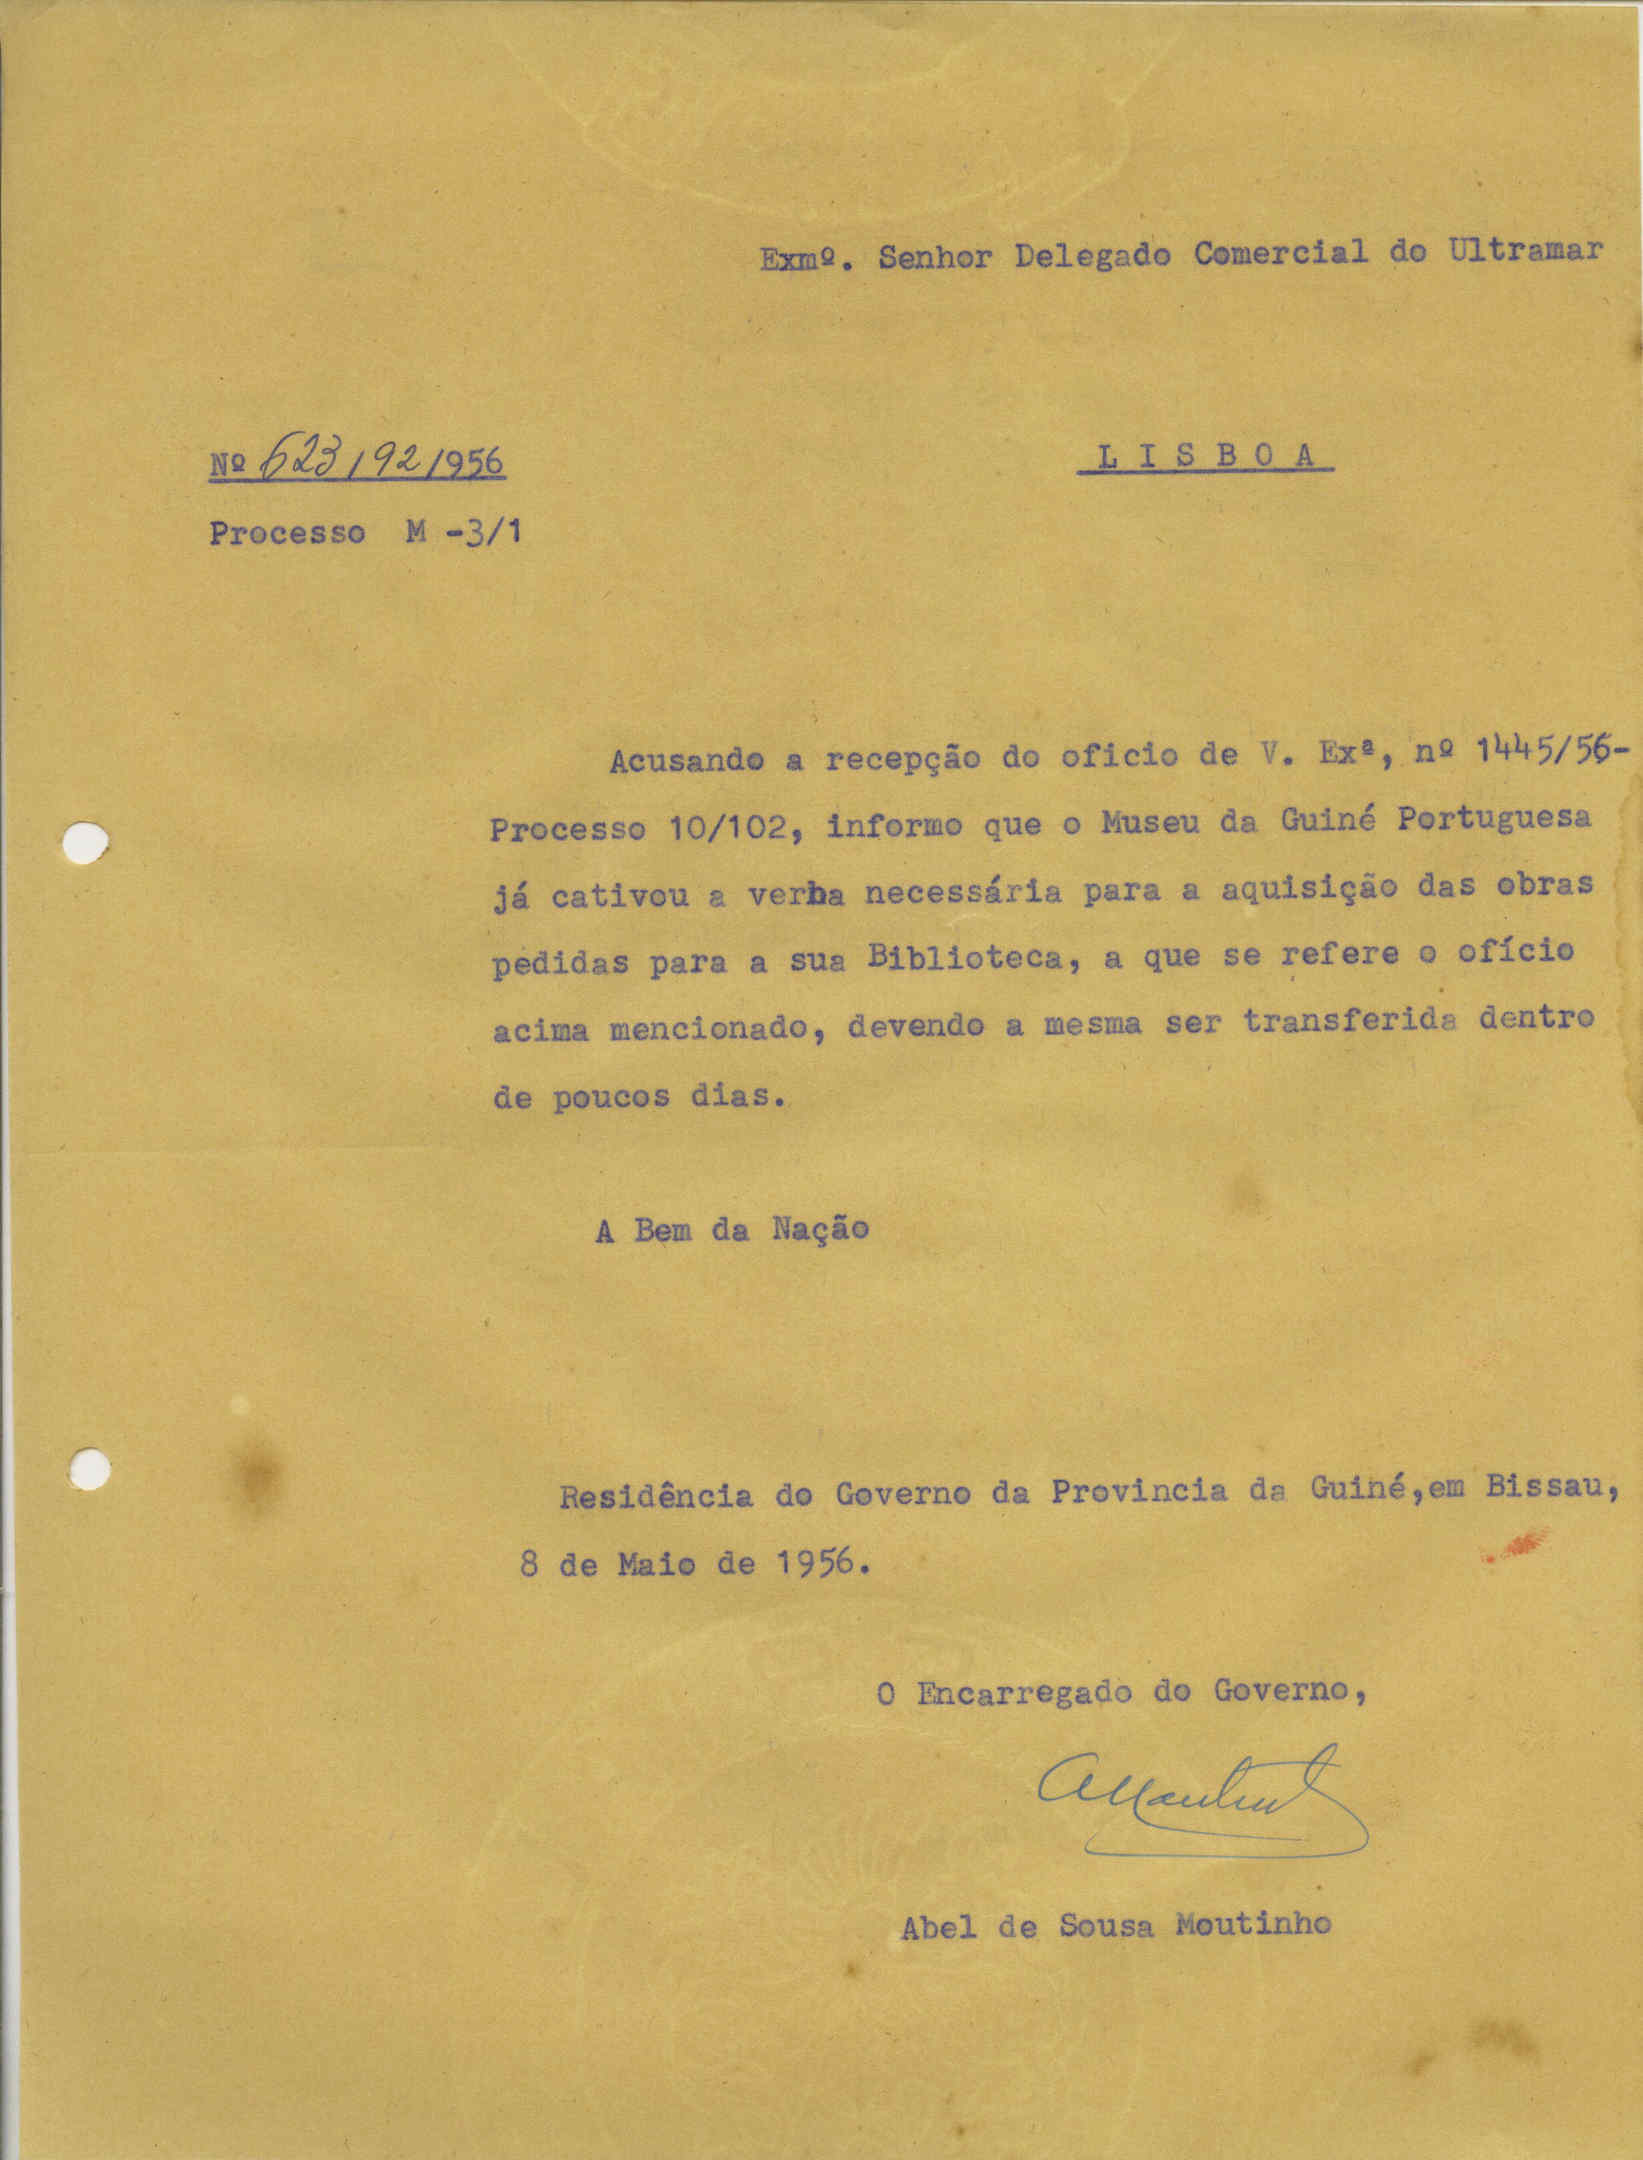 Exmº. Senhor Delegado Comercial do Ultramar
Nº 623/92/1956
L I S B O A
Processo M -3/1
Acusando a recepção do oficio de V. Exª, nº 1445/56-
Processo 10/102, informo que o Museu da Guiné Portuguesa
já cativou a verba necessária para a aquisição das obras
pedidas para a sua Biblioteca, a que se refere o ofício
acima mencionado, devendo a mesma ser transferida dentro
de poucos dias.
A Bem da Nação
Residência do Governo da Provincia da Guiné,em Bissau,
8 de Maio de 1956.
O Encarregado do Governo,
AMoutinho
Abel de Sousa Moutinho